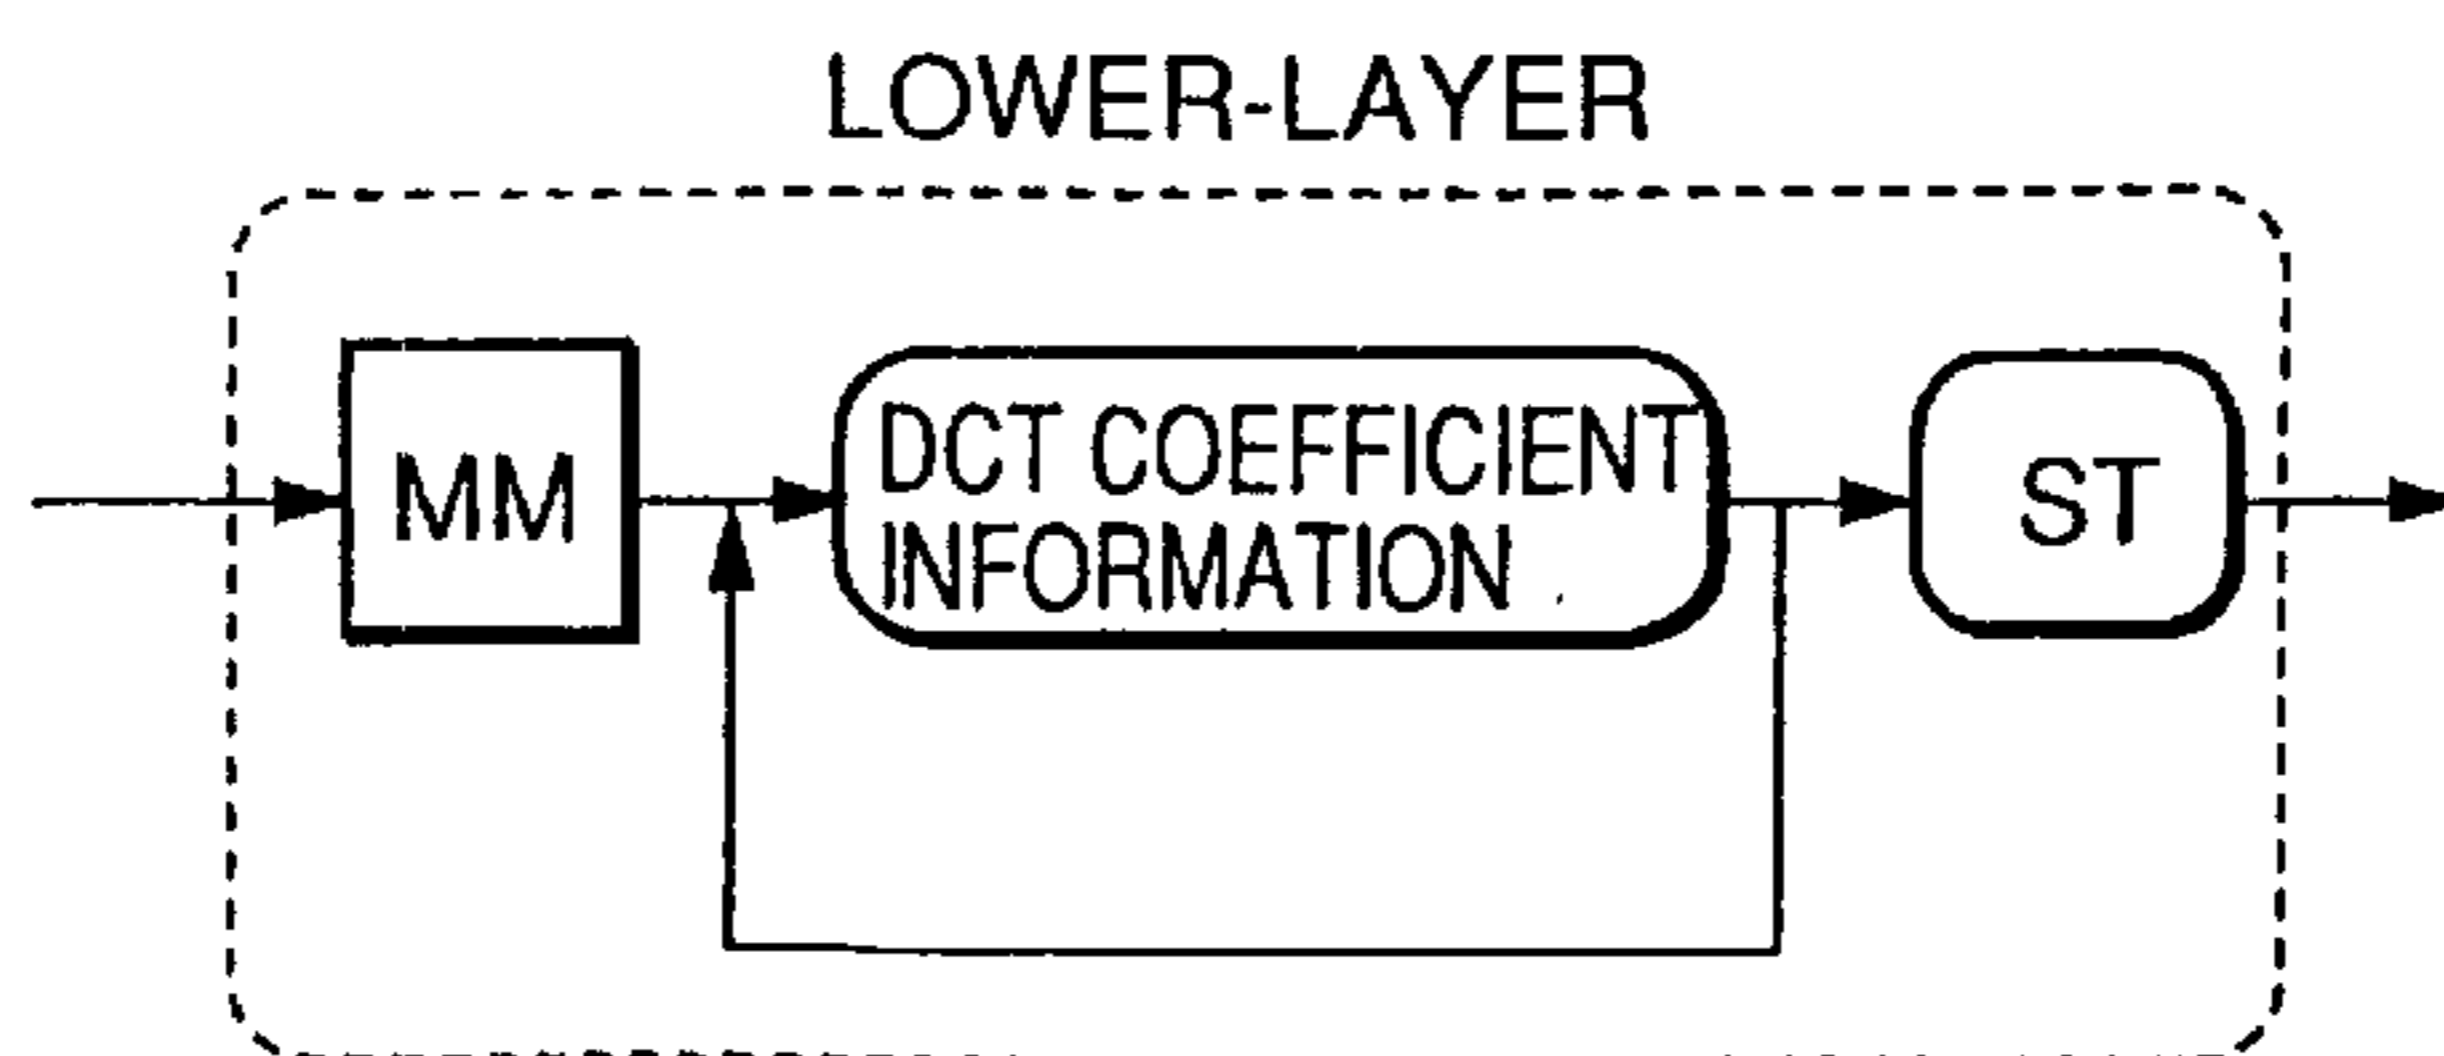 LOWER-LAYER
MM
DCT COEFFICIENT
INFORMATION
ST